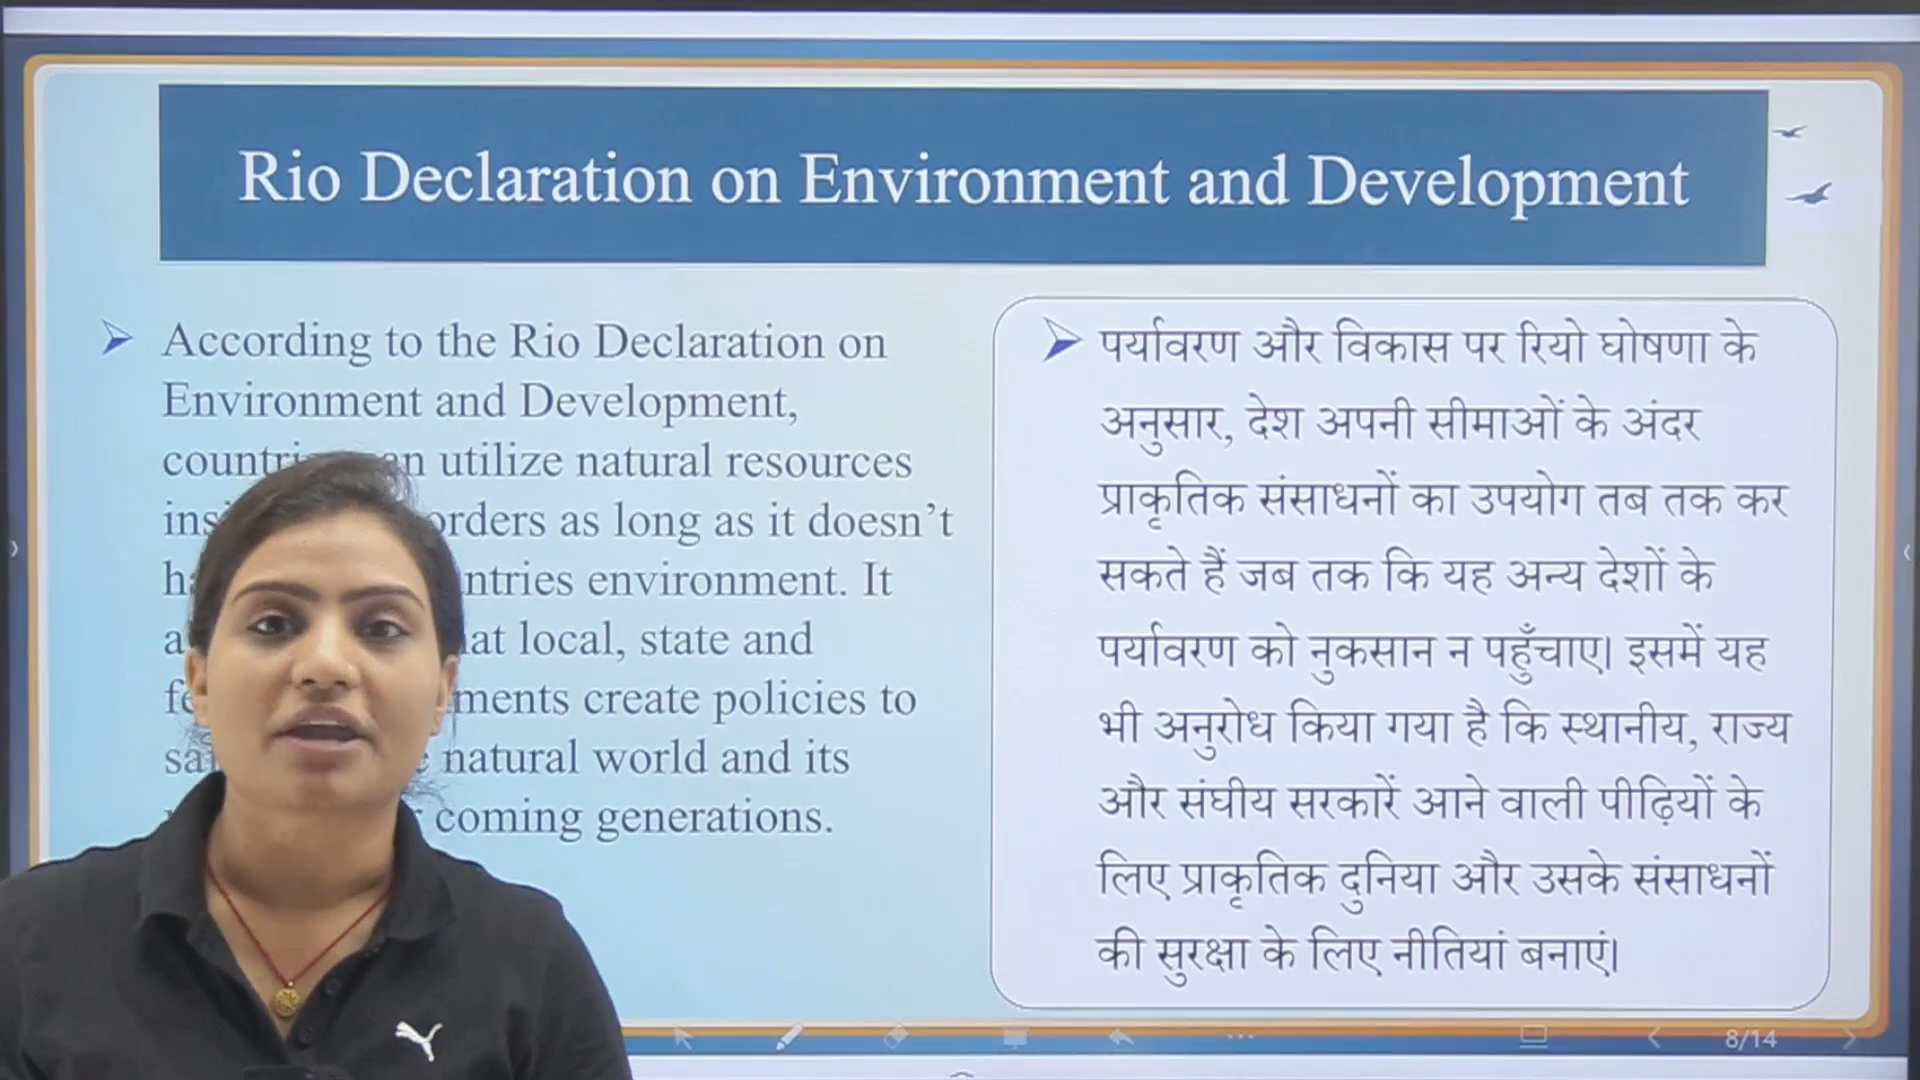 Rio Declaration on Environment and Development
According to the Rio Declaration on
Environment and Development,
an utilize natural resources
orders as long as it doesn't
ntries environment. It
at local, state and
ments create policies to
natural world and its
coming generations.
पर्यावरण और विकास पर रियो घोषणा के
अनुसार, देश अपनी सीमाओं के अंदर
प्राकृतिक संसाधनों का उपयोग तब तक कर
सकते हैं जब तक कि यह अन्य देशों के
पर्यावरण को नुकसान न पहुँचाए। इसमें यह
भी अनुरोध किया गया है कि स्थानीय, राज्य
और संघीय सरकारें आने वाली पीढ़ियों के
लिए प्राकृतिक दुनिया और उसके संसाधनों
की सुरक्षा के लिए नीतियां बनाएं।
8/14